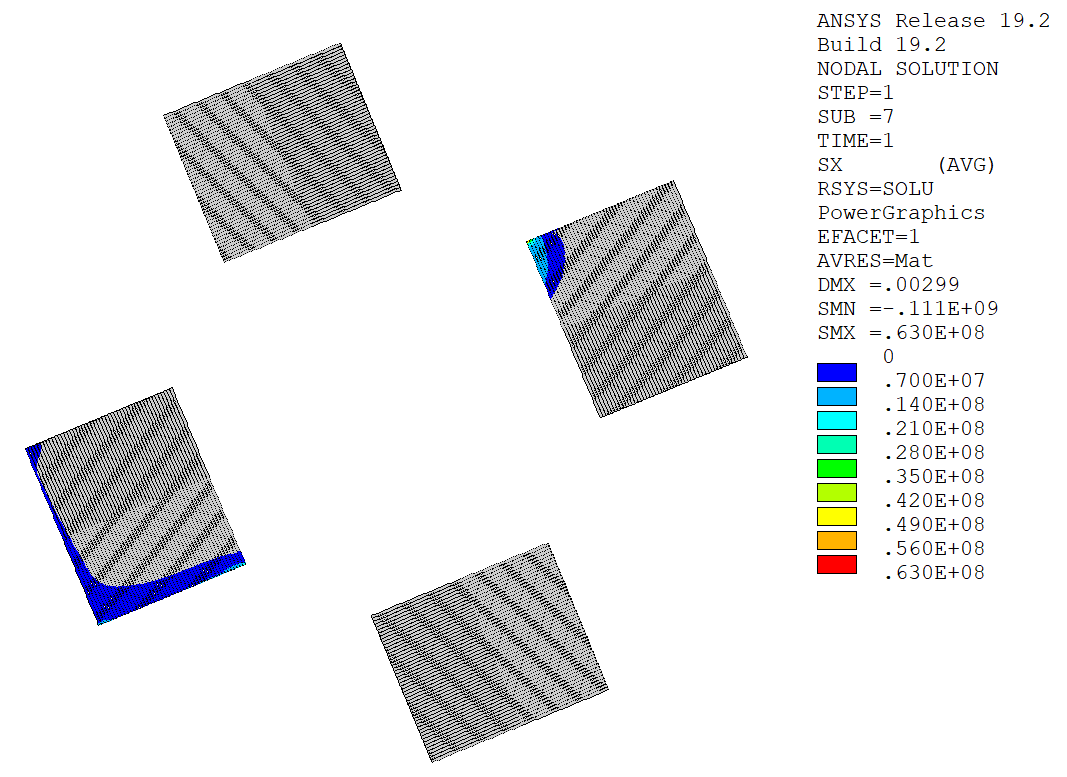 ANSYS Release 19.2
Build 19.2
NODAL SOLUTION
STEP=1
SUB =7
TIME=1
SX (AVG)
RSYS=SOLU
PowerGraphics
EFACET=1
AVRES=Mat
DMX =.00299
SMN =-.111E+09
SMX =.630E+08
0
.700E+07
.140E+08
.210E+08
.280E+08
.350E+08
.420E+08
.490E+08
.560E+08
.630E+08